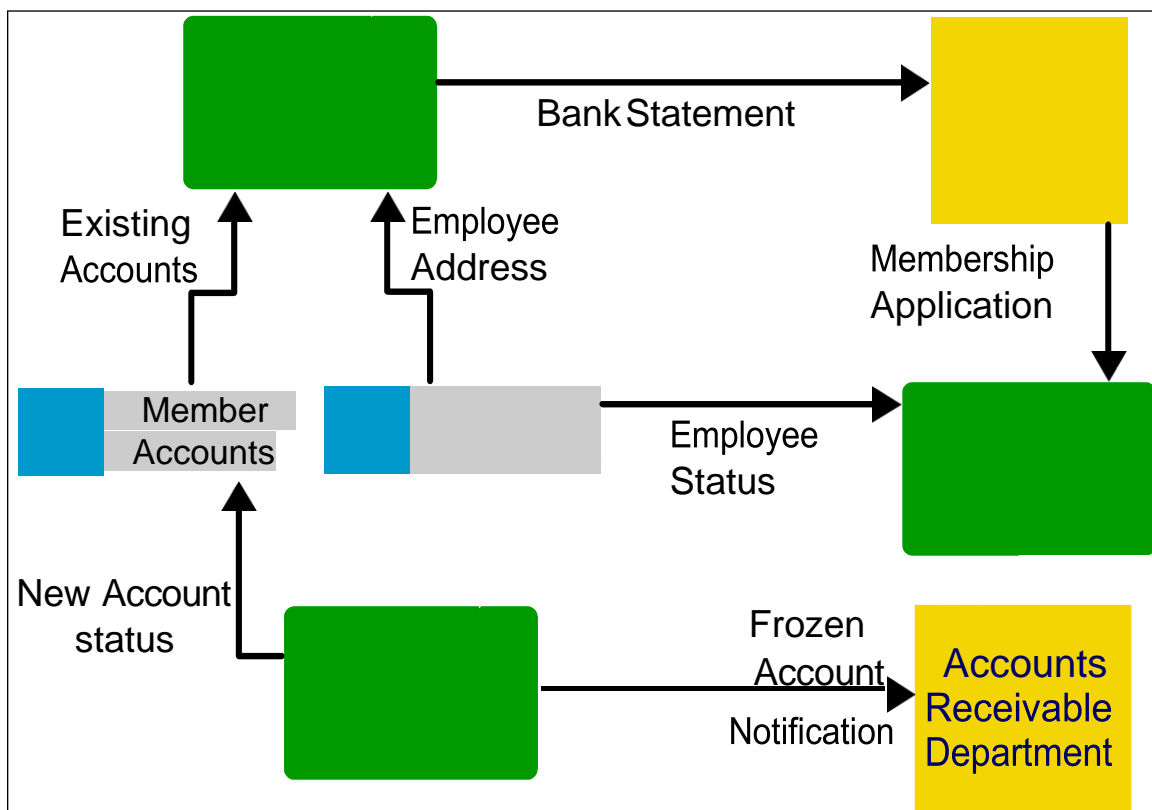 Bank Statement
Existing
Accounts
Employee
Address
Membership
Application
Member
Accounts
Employee
Status
New Account
status
Frozen
Account
Notification
Accounts
Receivable
Department